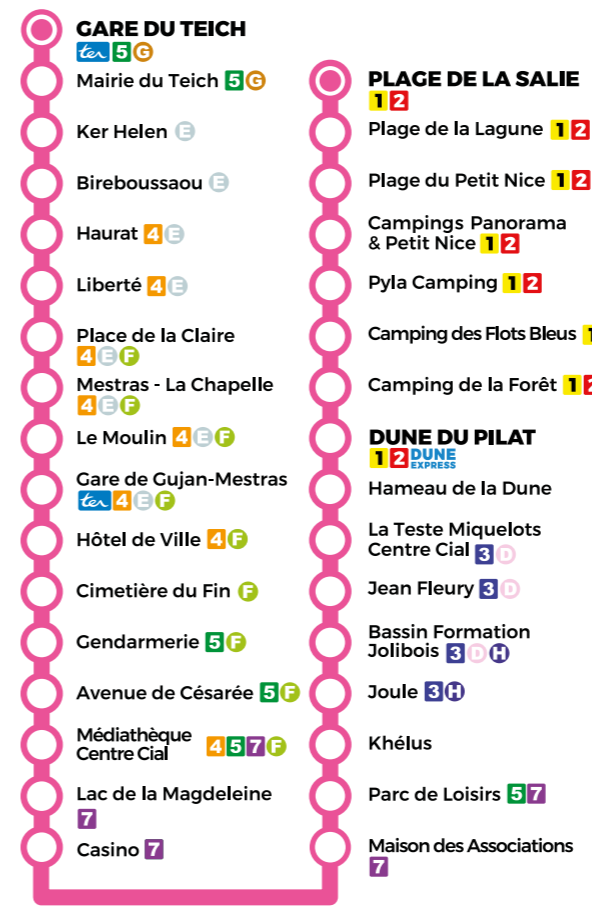 GARE DU TEICH
ter 5 G
Mairie du Teich 5 G
Ker Helen E
Bireboussaou E
Haurat 4 E
Liberté 4 E
Place de la Claire
4 E F
Mestras - La Chapelle
4 E F
Le Moulin 4 E F
Gare de Gujan-Mestras
ter 4 E F
Hôtel de Ville 4 F
Cimetière du Fin F
Gendarmerie 5 F
Avenue de Césarée 5 F
Médiathèque
Centre Cial 4 5 7 F
Lac de la Magdeleine
7
Casino 7
PLAGE DE LA SALIE
1 2
Plage de la Lagune 1 2
Plage du Petit Nice 1 2
Campings Panorama
& Petit Nice 1 2
Pyla Camping 1 2
Camping des Flots Bleus 1
Camping de la Forêt 1 2
DUNE DU PILAT
1 2 DUNE
EXPRESS
Hameau de la Dune
La Teste Miquelots
Centre Cial 3 D
Jean Fleury 3 D
Bassin Formation
Jolibois 3 D H
Joule 3 H
Khélus
Parc de Loisirs 5 7
Maison des Associations
7